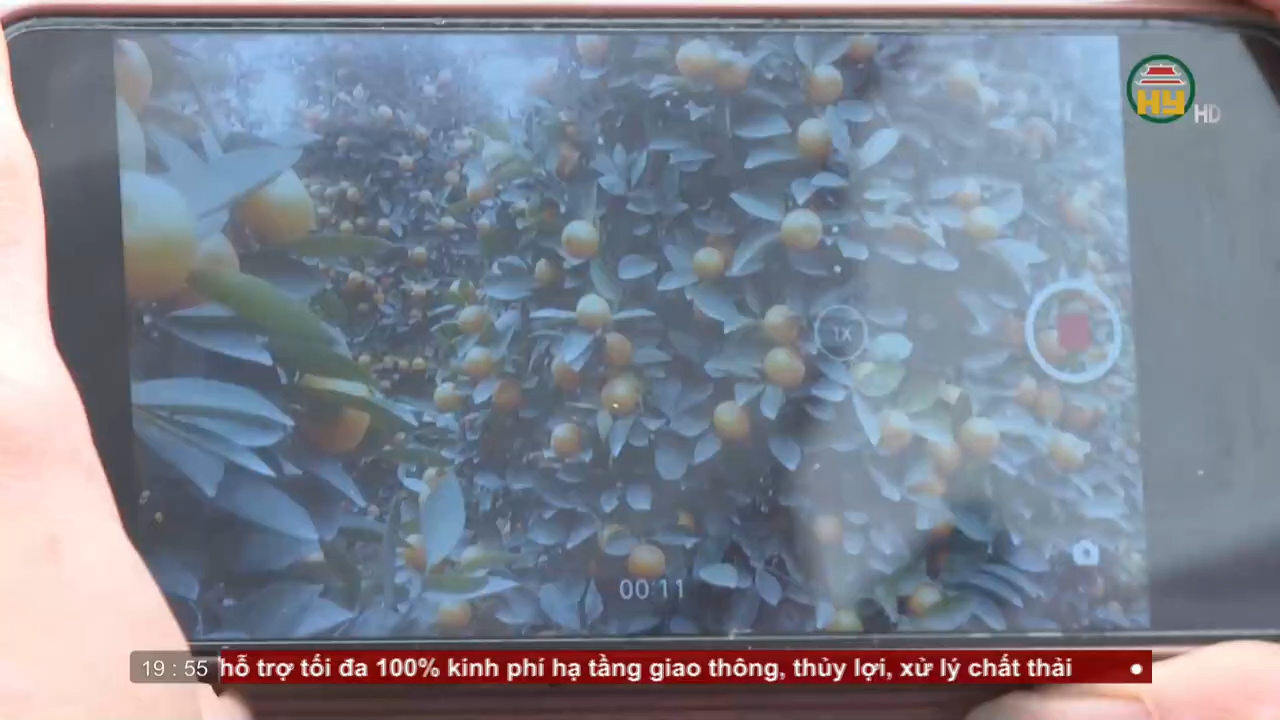 HY HD
1X
00:11
19 : 55 hỗ trợ tối đa 100% kinh phí hạ tầng giao thông, thủy lợi, xử lý chất thải